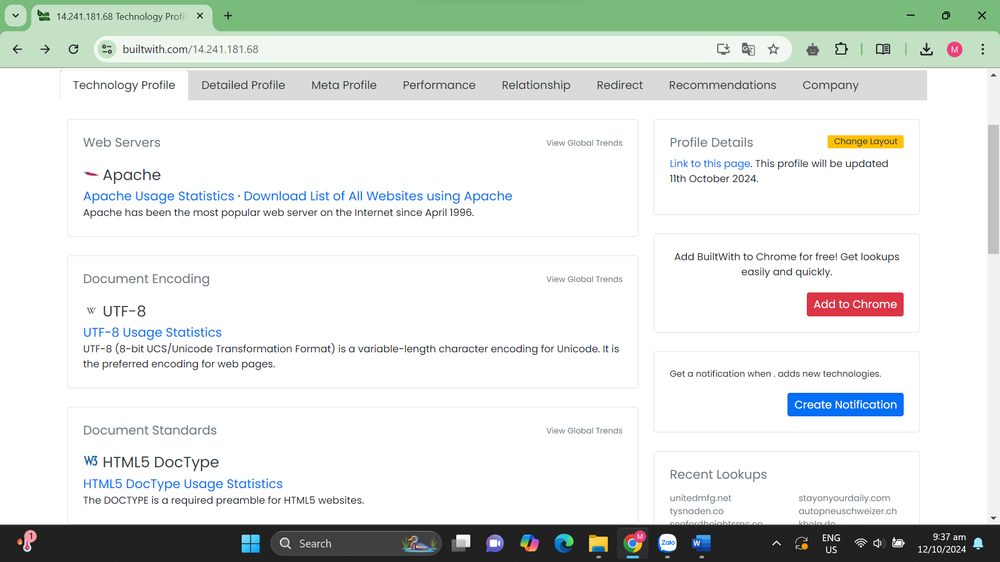 Built With
14.241.181.68 Technology Profil
builtwith.com/14.241.181.68
M
Technology Profile
Detailed Profile
Meta Profile
Performance
Relationship
Redirect
Recommendations
Company
Web Servers
View Global Trends
Apache
Apache Usage Statistics · Download List of All Websites using Apache
Apache has been the most popular web server on the Internet since April 1996.
Document Encoding
View Global Trends
W UTF-8
UTF-8 Usage Statistics
UTF-8 (8-bit UCS/Unicode Transformation Format) is a variable-length character encoding for Unicode. It is
the preferred encoding for web pages.
Document Standards
View Global Trends
W3 HTML5 DocType
HTML5 DocType Usage Statistics
The DOCTYPE is a required preamble for HTML5 websites.
Profile Details
Change Layout
Link to this page. This profile will be updated
11th October 2024.
Add BuiltWith to Chrome for free! Get lookups
easily and quickly.
Add to Chrome
Get a notification when . adds new technologies.
Create Notification
Recent Lookups
unitedmfg.net
stayonyourdaily.com
tysnaden.co
autopneuschweizer.ch
1
Search
M
Zalo
W
ENG
US
9:37 am
12/10/2024